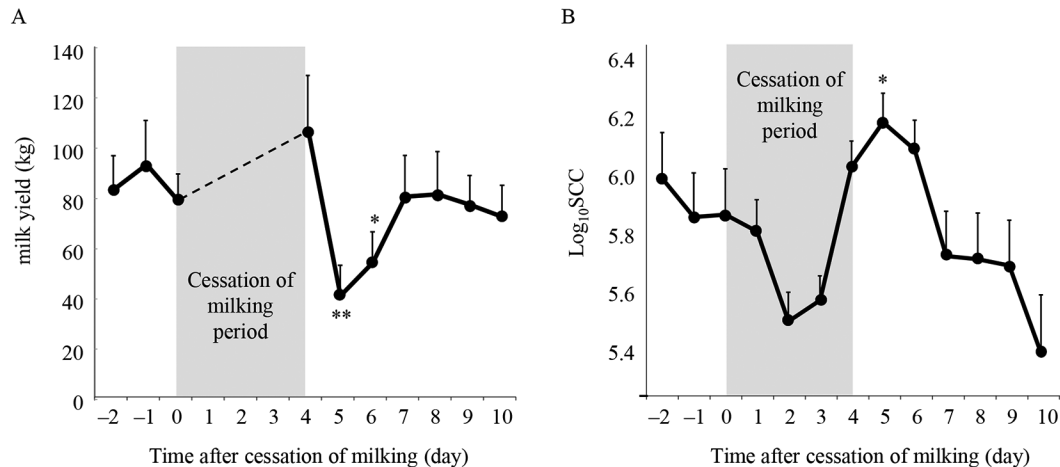 A
milk yield (kg)
140
120
100
80
60
40
20
0
Cessation of
milking
period
**
*
–2 –1 0 1 2 3 4 5 6 7 8 9 10
Time after cessation of milking (day)
B
Log10SCC
6.4
6.2
6.0
5.8
5.6
5.4
Cessation of
milking
period
*
–2 –1 0 1 2 3 4 5 6 7 8 9 10
Time after cessation of milking (day)